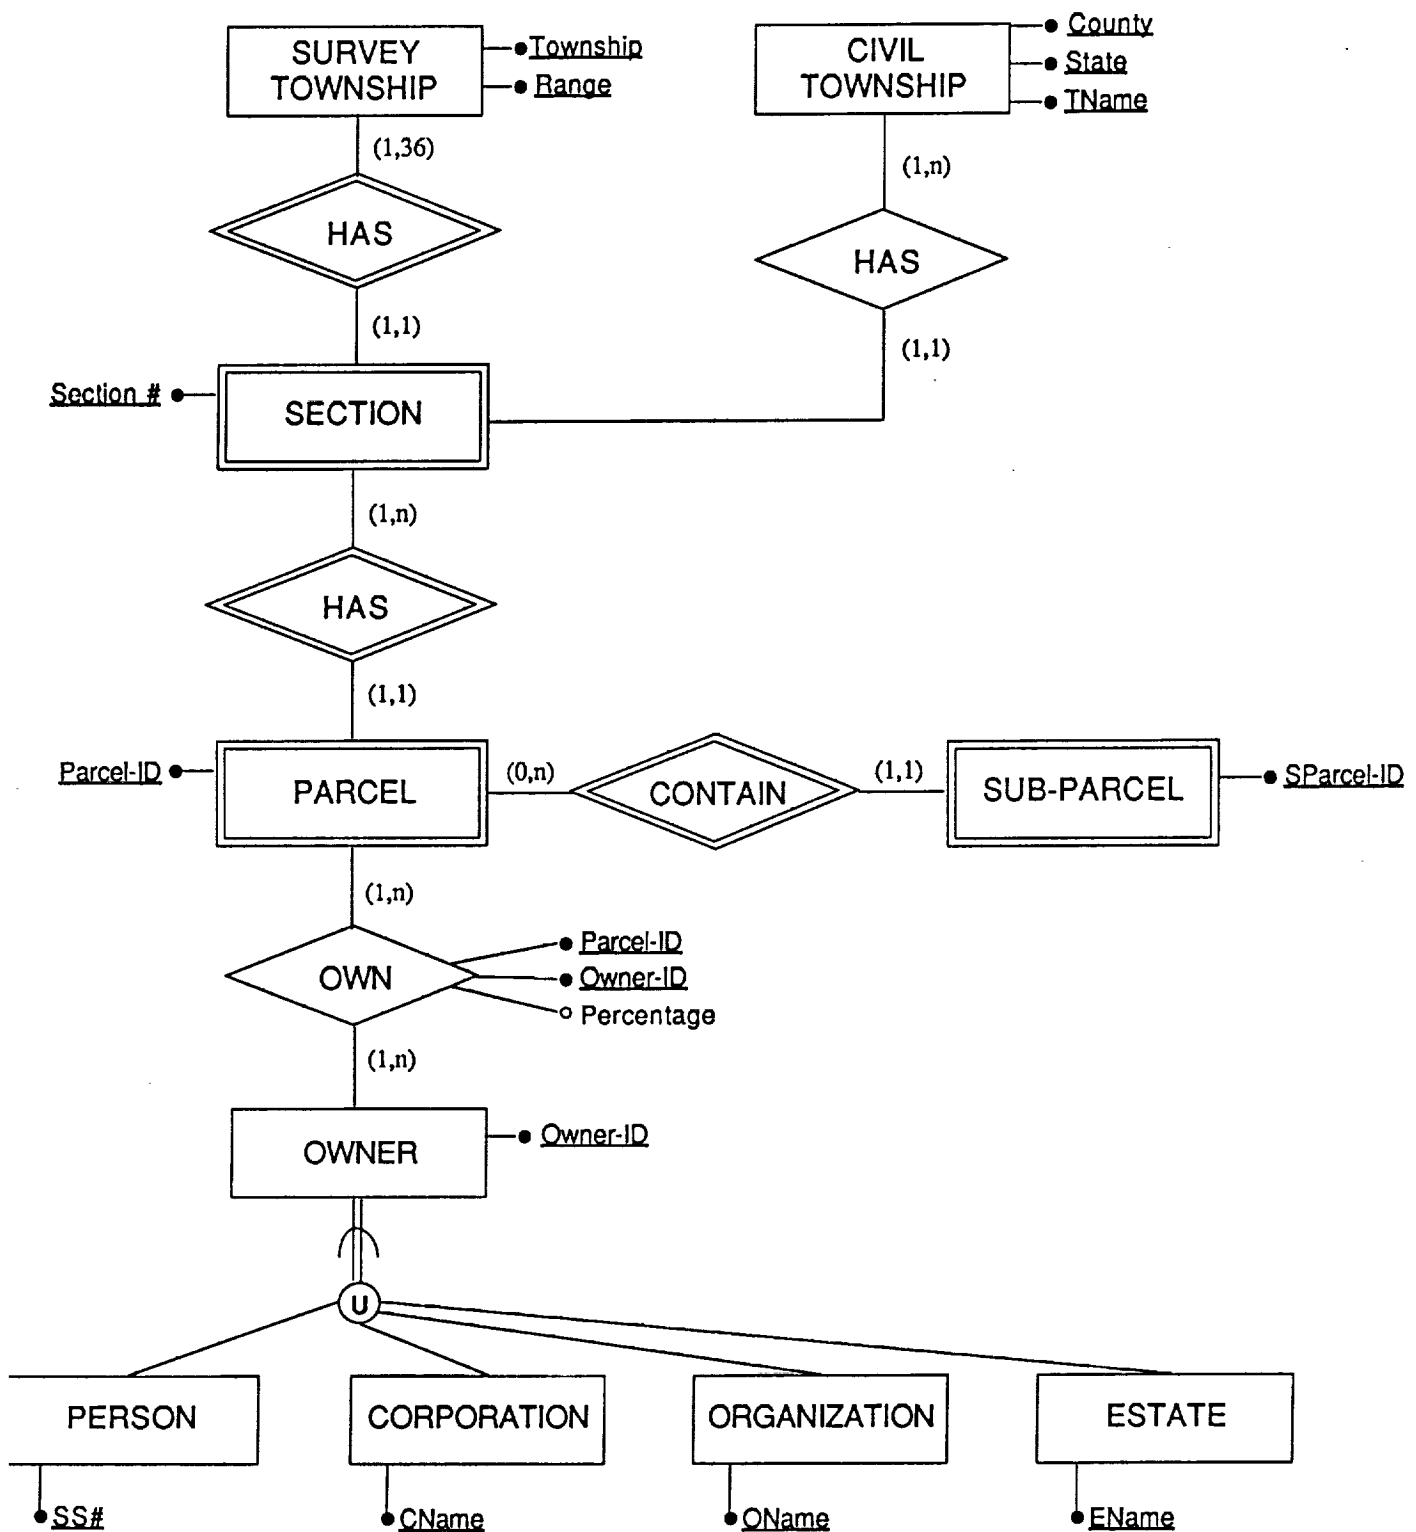 SURVEY
TOWNSHIP
Township
Range
CIVIL
TOWNSHIP
County
State
TName
(1,36)
(1,n)
HAS
HAS
(1,1)
(1,1)
Section #
SECTION
(1,n)
HAS
(1,1)
Parcel-ID
PARCEL
(0,n)
CONTAIN
(1,1)
SUB-PARCEL
SParcel-ID
(1,n)
OWN
Parcel-ID
Owner-ID
Percentage
(1,n)
OWNER
Owner-ID
U
PERSON
CORPORATION
ORGANIZATION
ESTATE
SS#
CName
OName
EName